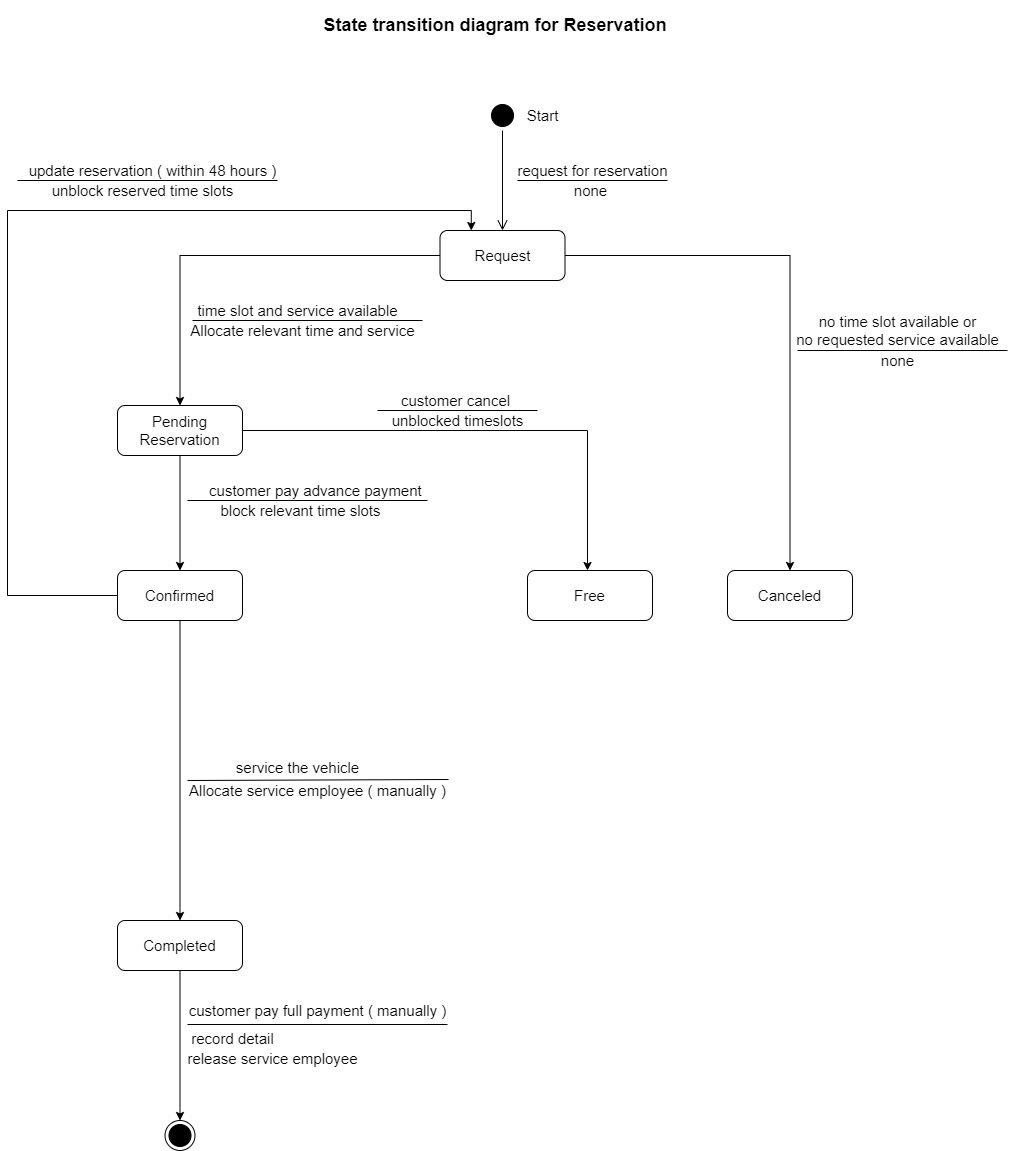 State transition diagram for Reservation
Start
update reservation ( within 48 hours )
unblock reserved time slots
request for reservation
none
Request
time slot and service available
Allocate relevant time and service
no time slot available or
no requested service available
none
customer cancel
unblocked timeslots
Pending
Reservation
customer pay advance payment
block relevant time slots
Confirmed
Free
Canceled
service the vehicle
Allocate service employee ( manually )
Completed
customer pay full payment ( manually )
record detail
release service employee